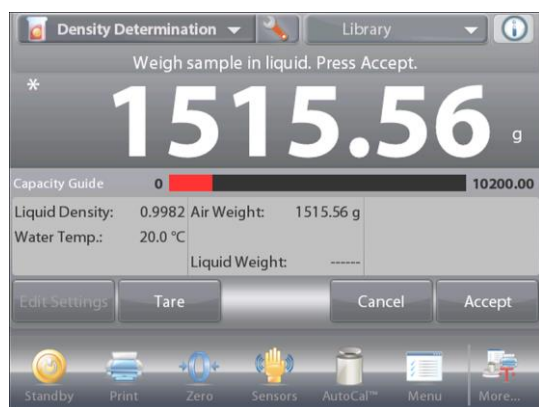 Density Determination Library
Weigh sample in liquid. Press Accept.
* 1515.56 g
Capacity Guide 0 10200.00
Liquid Density: 0.9982 Air Weight: 1515.56 g
Water Temp.: 20.0 °C
Liquid Weight: ------
Edit Settings Tare Cancel Accept
Standby Print Zero Sensors AutoCal™ Menu More...